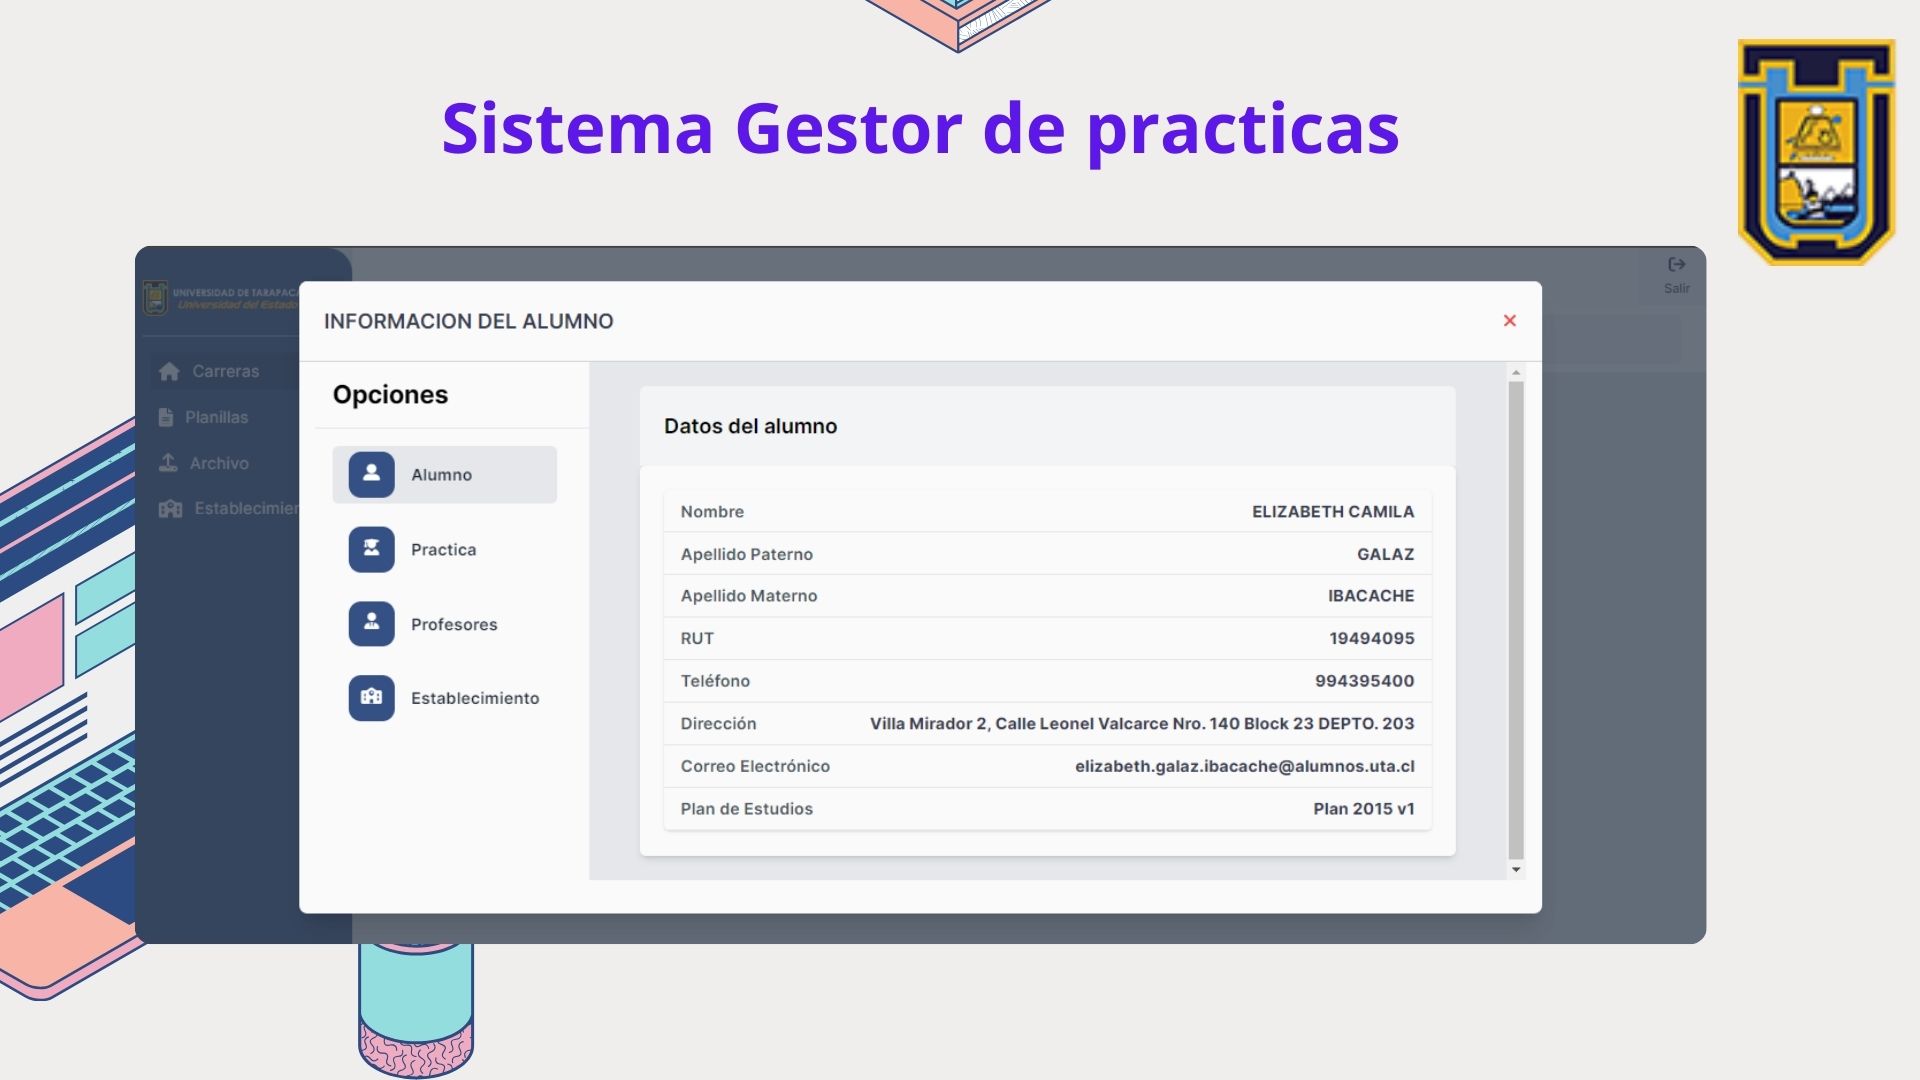 Sistema Gestor de practicas
UNIVERSIDAD DE TARAPACÁ
Universidad del Estado
Salir
Carreras
Planillas
Archivo
Establecimien
INFORMACION DEL ALUMNO
Opciones
Alumno
Practica
Profesores
Establecimiento
Datos del alumno
Nombre ELIZABETH CAMILA
Apellido Paterno GALAZ
Apellido Materno IBACACHE
RUT 19494095
Teléfono 994395400
Dirección Villa Mirador 2, Calle Leonel Valcarce Nro. 140 Block 23 DEPTO. 203
Correo Electrónico elizabeth.galaz.ibacache@alumnos.uta.cl
Plan de Estudios Plan 2015 v1